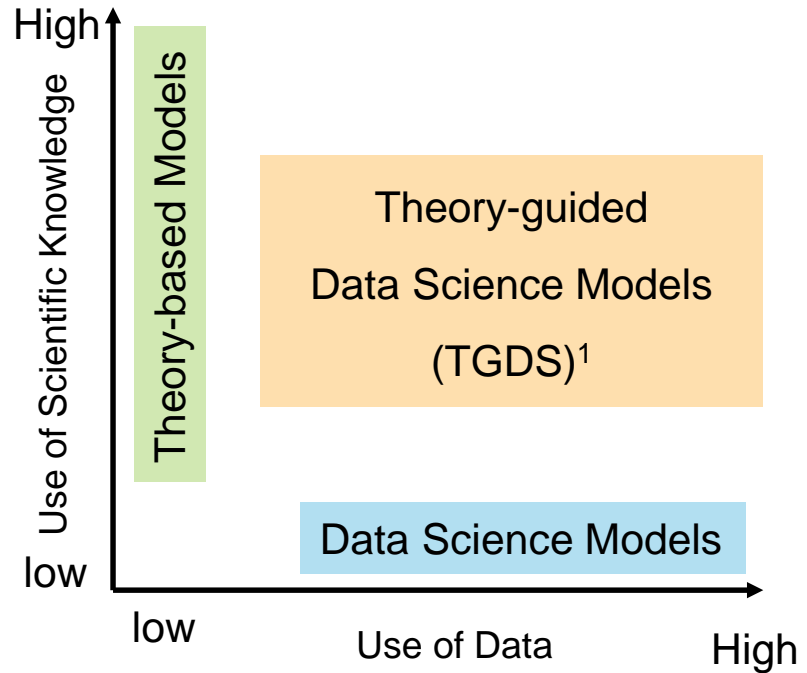 High
Use of Scientific Knowledge
low
Theory-based Models
Theory-guided
Data Science Models
(TGDS)¹
Data Science Models
low
Use of Data
High